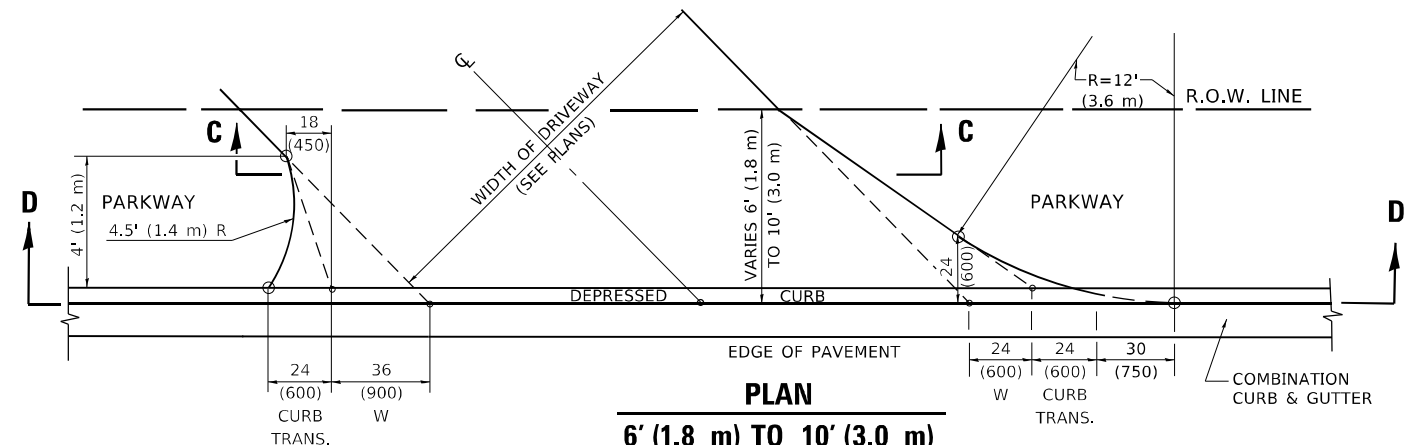 ℄
R=12'
(3.6 m)
R.O.W. LINE
18
(450)
C
C
WIDTH OF DRIVEWAY
(SEE PLANS)
4' (1.2 m)
PARKWAY
4.5' (1.4 m) R
VARIES 6' (1.8 m)
TO 10' (3.0 m)
PARKWAY
D
D
24
(600)
DEPRESSED CURB
EDGE OF PAVEMENT
24
(600)
CURB
TRANS.
36
(900)
W
24
(600)
W
24
(600)
CURB
TRANS.
30
(750)
COMBINATION
CURB & GUTTER
PLAN
6' (1.8 m) TO 10' (3.0 m)